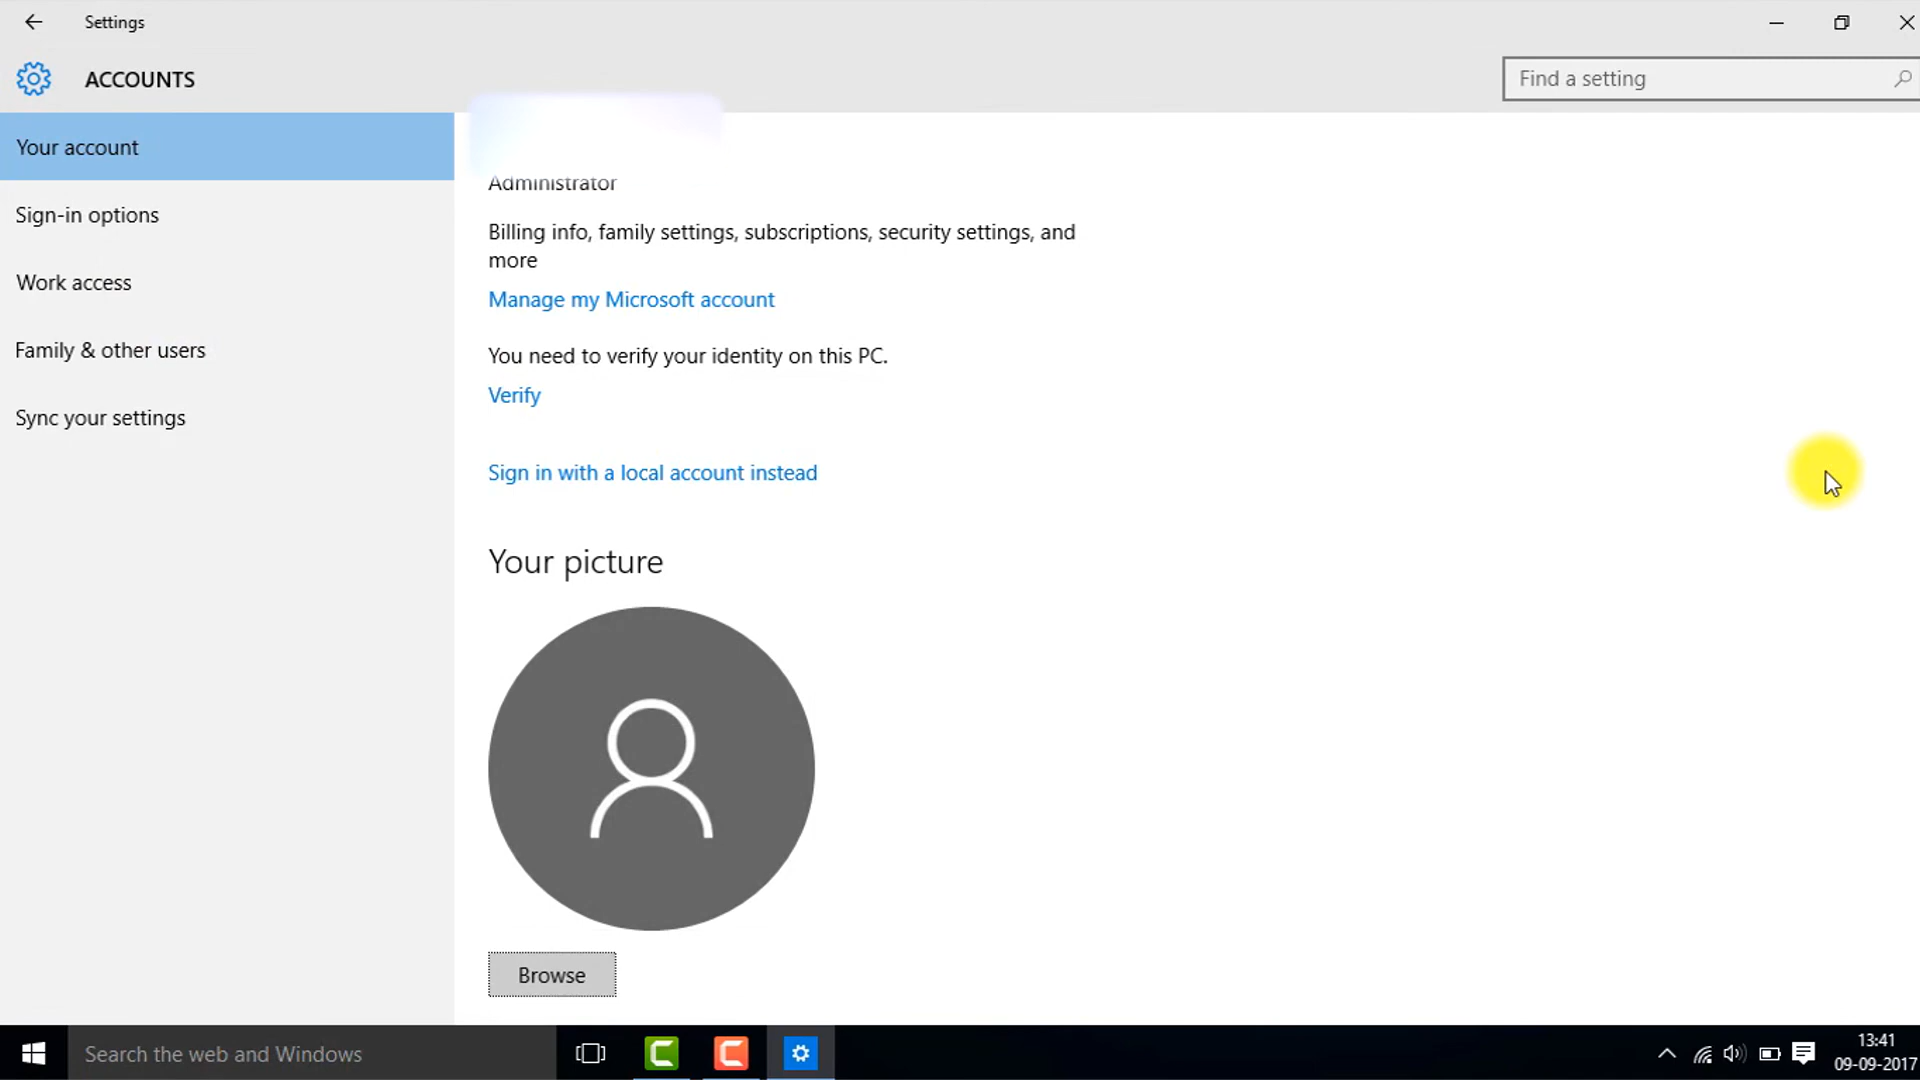 Settings
ACCOUNTS
Find a setting
Your account
Sign-in options
Work access
Family & other users
Sync your settings
Administrator
Billing info, family settings, subscriptions, security settings, and
more
Manage my Microsoft account
You need to verify your identity on this PC.
Verify
Sign in with a local account instead
Your picture
Browse
Search the web and Windows
13:41
09-09-2017